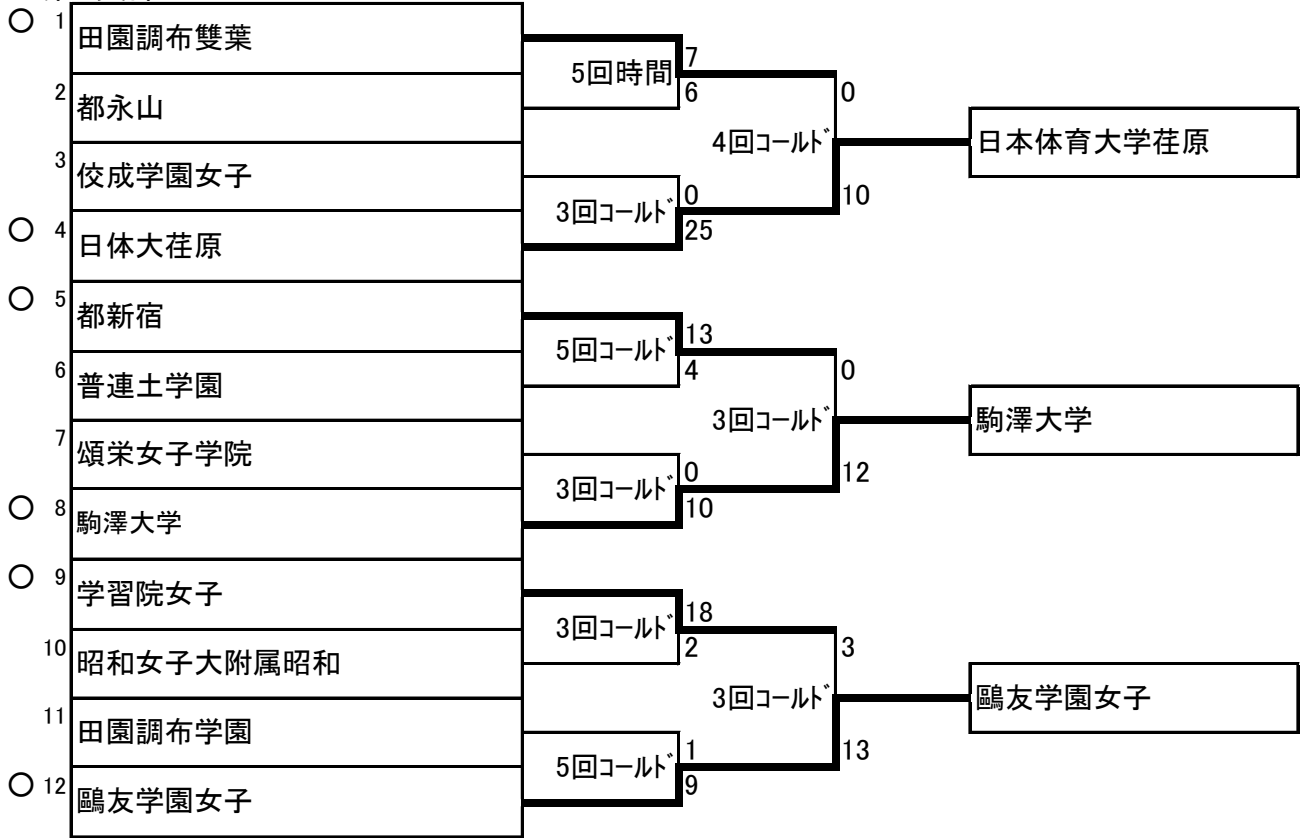 ○ 1 田園調布雙葉
2 都永山
3 佼成学園女子
○ 4 日体大荏原
○ 5 都新宿
6 普連土学園
7 頌栄女子学院
○ 8 駒澤大学
○ 9 学習院女子
10 昭和女子大附属昭和
11 田園調布学園
○ 12 鷗友学園女子
5回時間
7
6
3回ｺｰﾙﾄﾞ
0
25
5回ｺｰﾙﾄﾞ
13
4
3回ｺｰﾙﾄﾞ
0
10
3回ｺｰﾙﾄﾞ
18
2
5回ｺｰﾙﾄﾞ
1
9
0
4回ｺｰﾙﾄﾞ
10
0
3回ｺｰﾙﾄﾞ
12
3
3回ｺｰﾙﾄﾞ
13
日本体育大学荏原
駒澤大学
鷗友学園女子